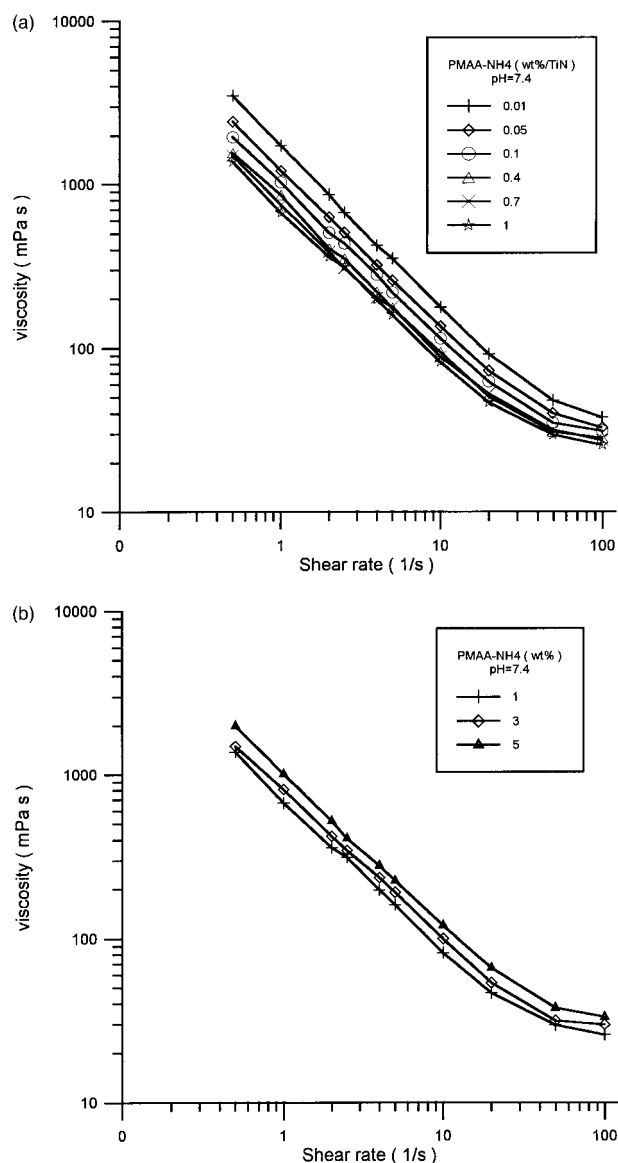 (a)
10000
1000
100
10
viscosity ( mPa s )
0 1 10 100
Shear rate ( 1/s )
PMAA-NH4 ( wt%/TiN )
pH=7.4
0.01
0.05
0.1
0.4
0.7
1
(b)
10000
1000
100
10
viscosity ( mPa s )
0 1 10 100
Shear rate ( 1/s )
PMAA-NH4 ( wt% )
pH=7.4
1
3
5